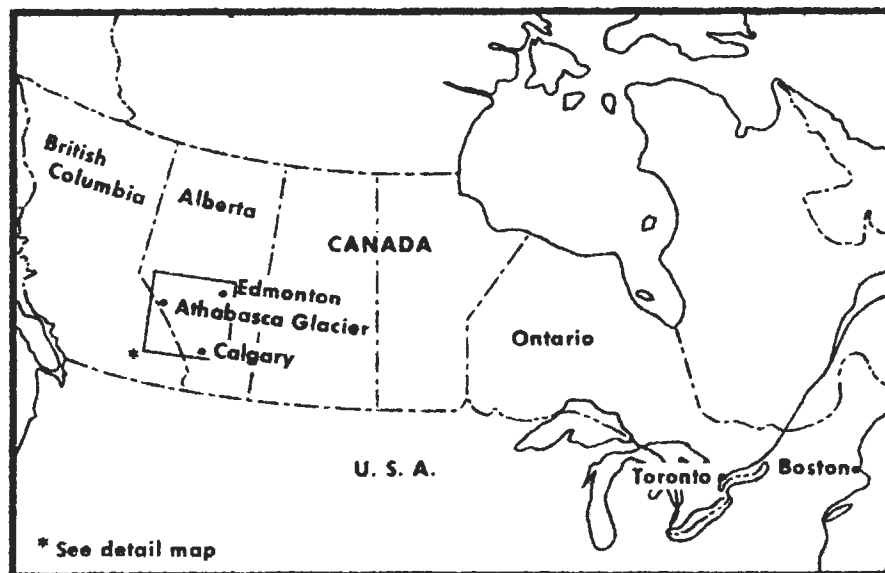 British
Columbia
Alberta
CANADA
Edmonton
Athabasca Glacier
Ontario
* Calgary
U. S. A.
Toronto
Boston
* See detail map